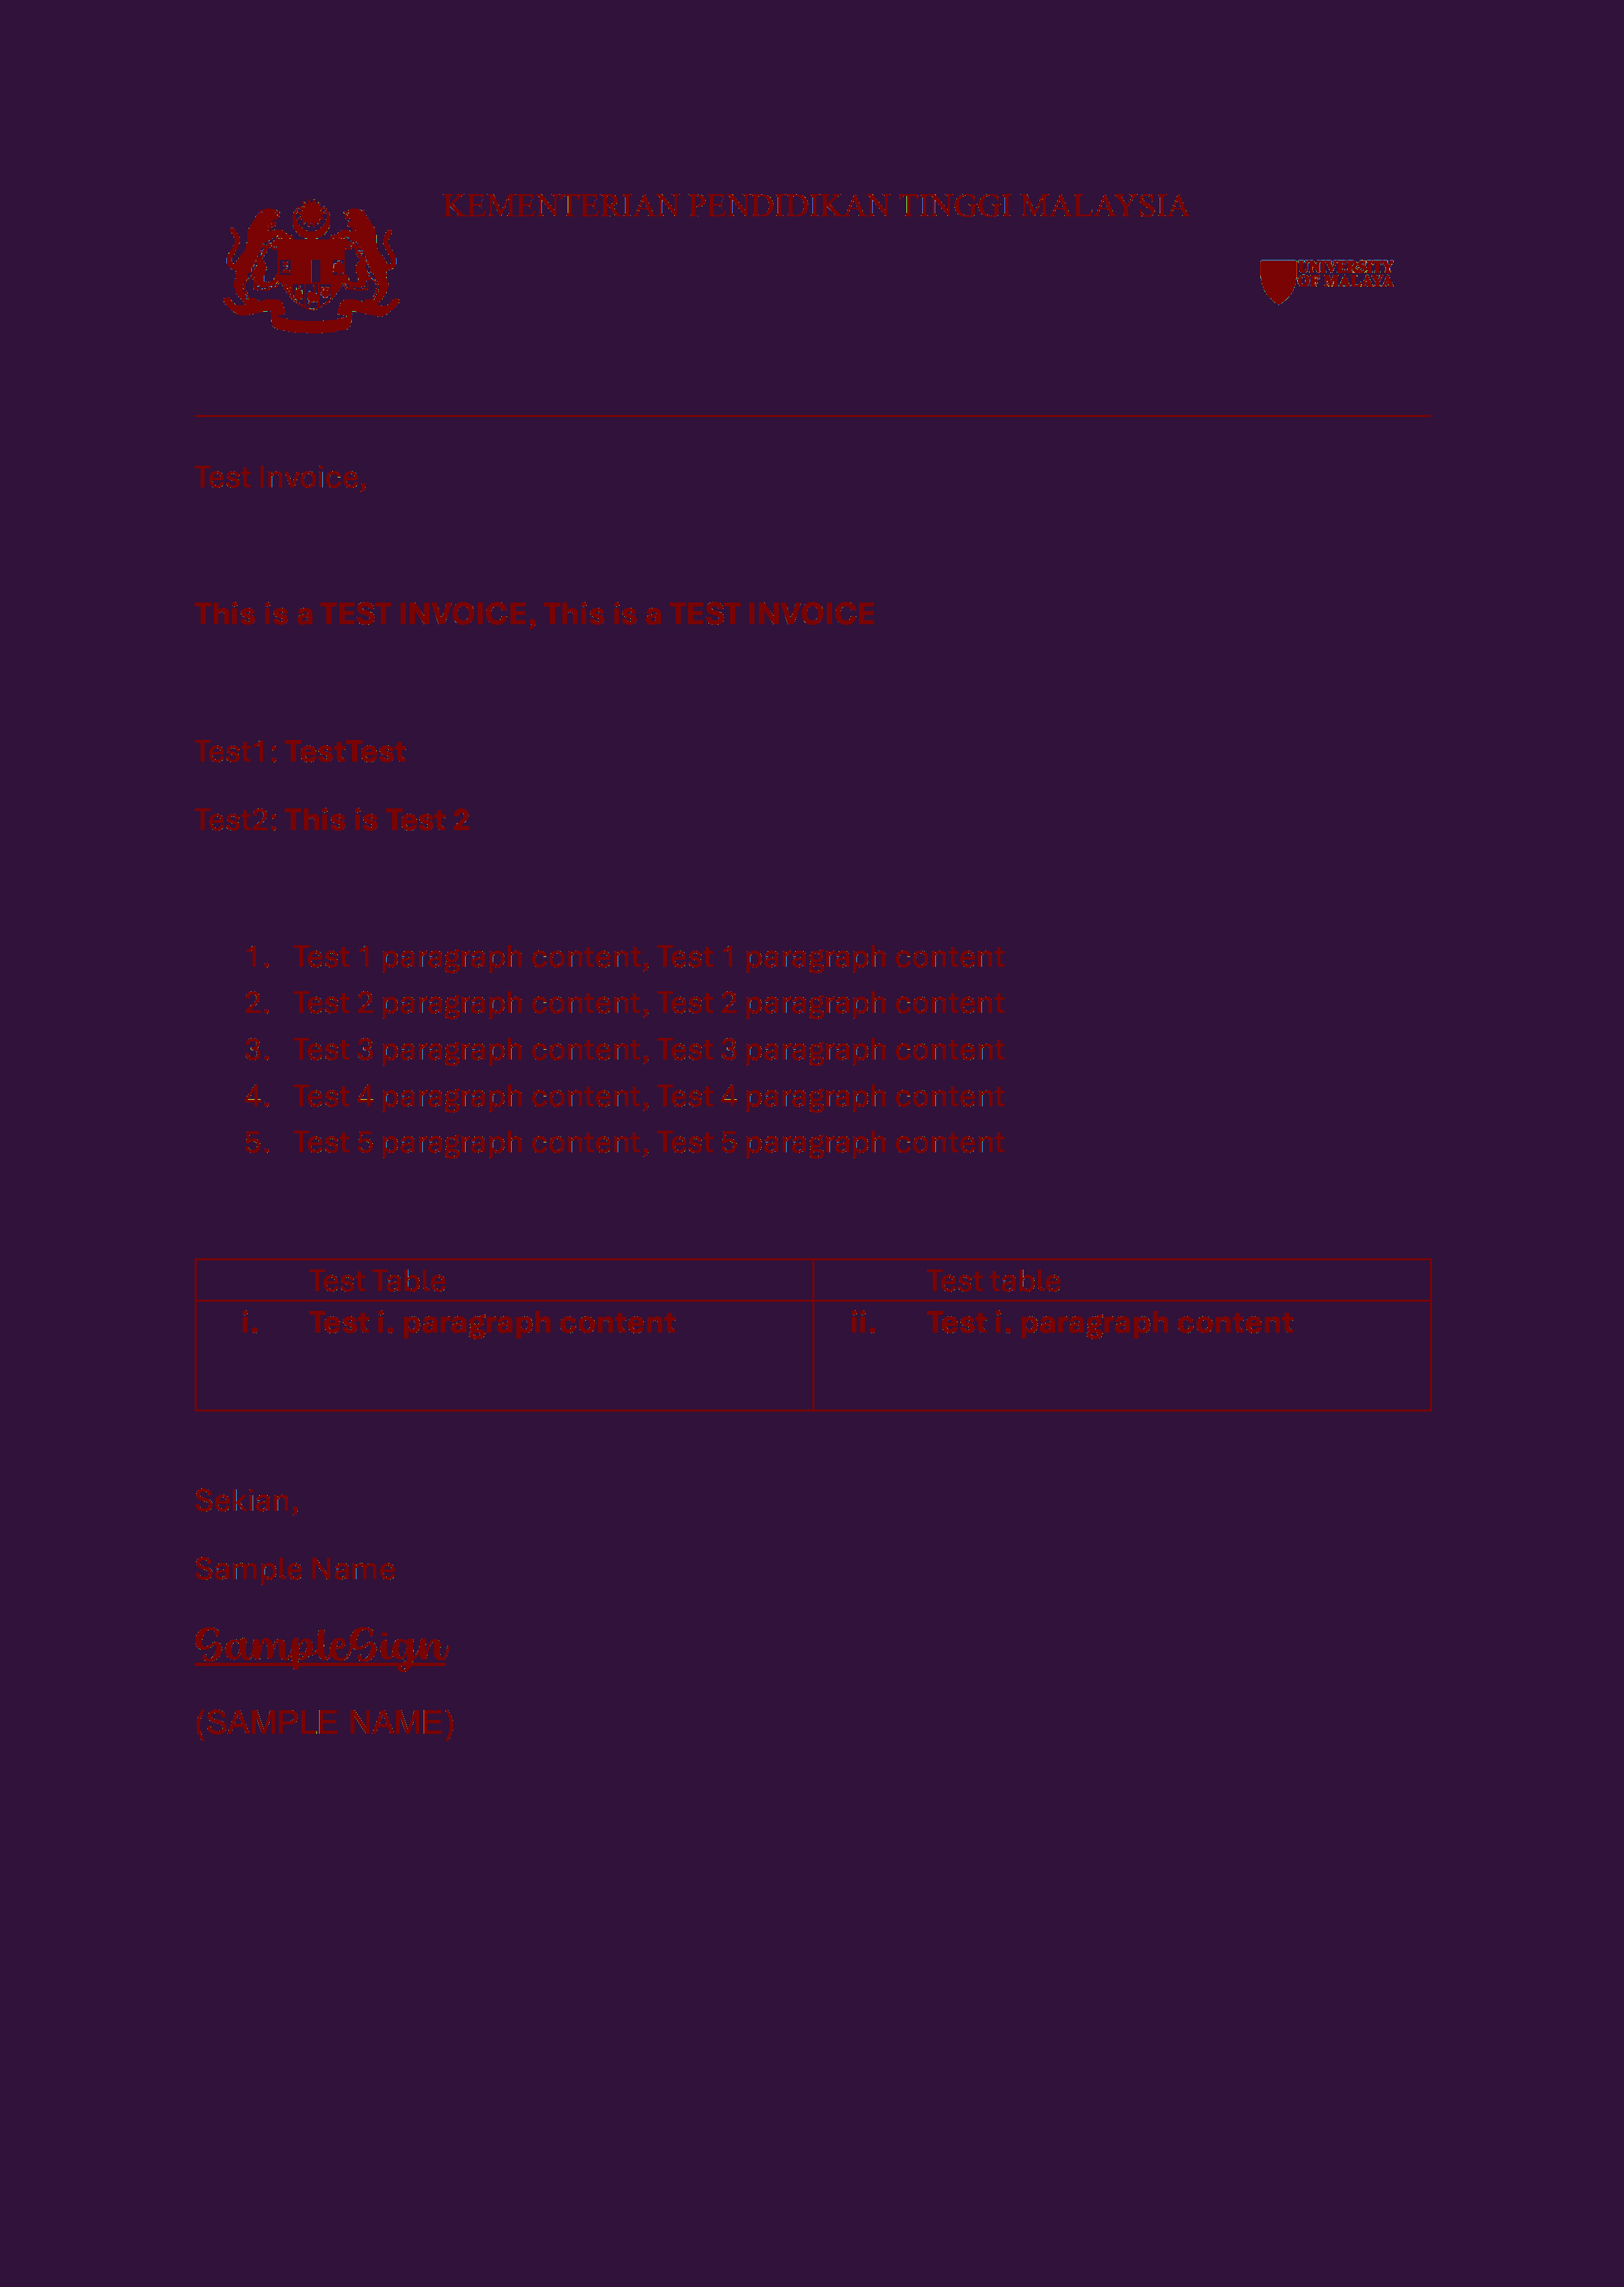 KEMENTERIAN PENDIDIKAN TINGGI MALAYSIA
UNIVERSITY
OF MALAYA
Test Invoice,
This is a TEST INVOICE, This is a TEST INVOICE
Test1: TestTest
Test2: This is Test 2
1. Test 1 paragraph content, Test 1 paragraph content
2. Test 2 paragraph content, Test 2 paragraph content
3. Test 3 paragraph content, Test 3 paragraph content
4. Test 4 paragraph content, Test 4 paragraph content
5. Test 5 paragraph content, Test 5 paragraph content
Test Table Test table
i. Test i. paragraph content ii. Test i. paragraph content
Sekian,
Sample Name
SampleSign
(SAMPLE NAME)